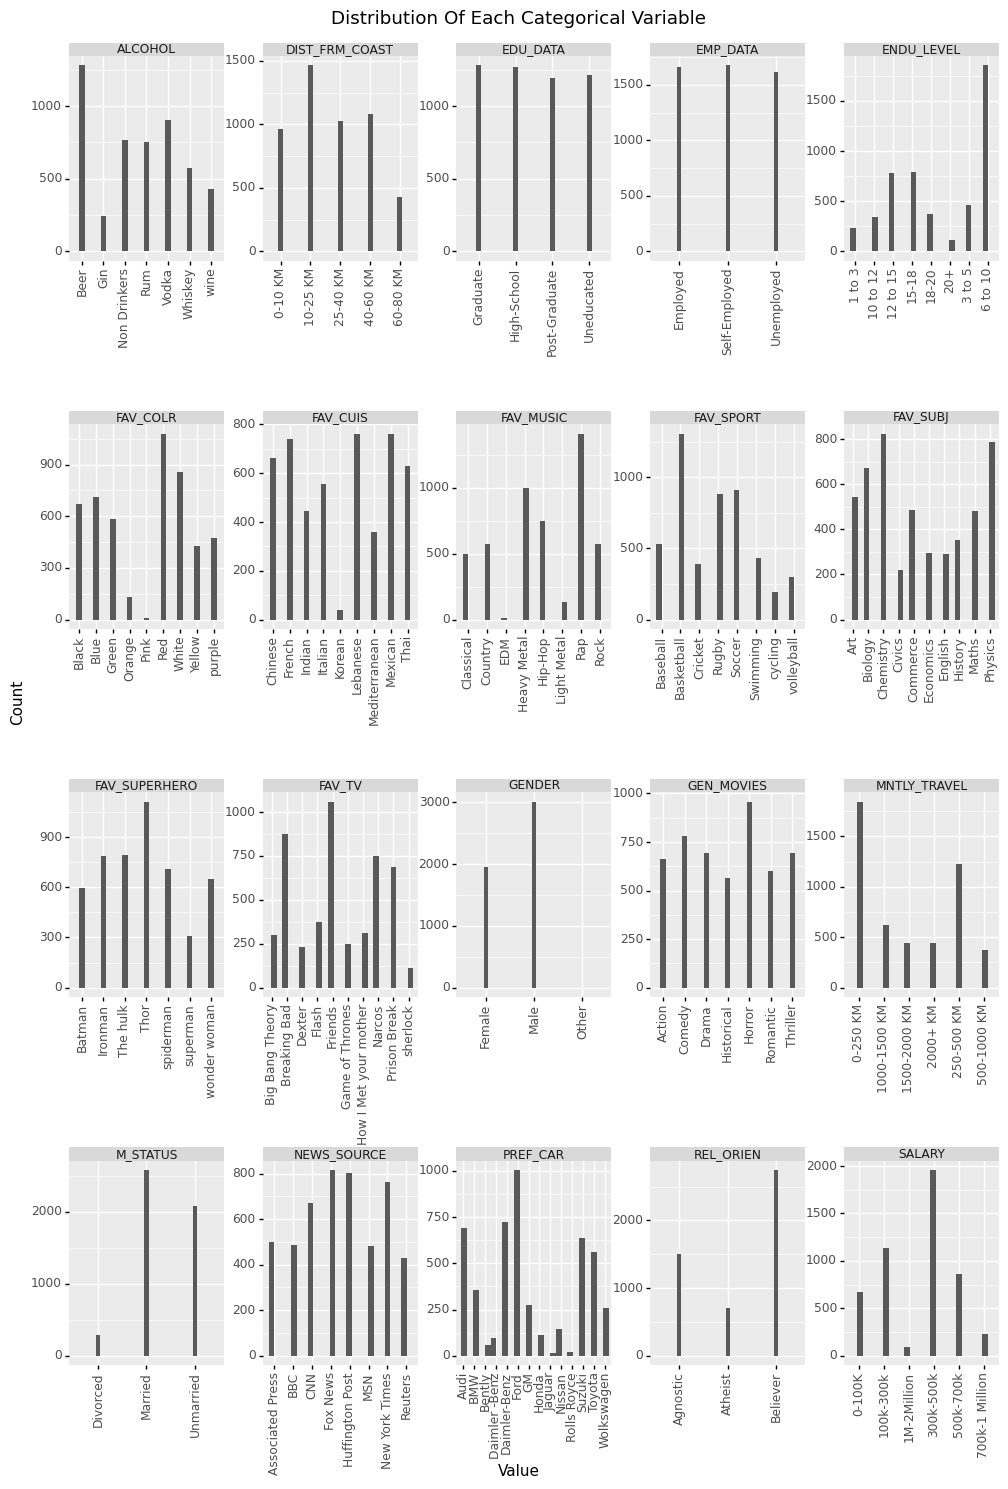 Distribution Of Each Categorical Variable
ALCOHOL
1000
500
0
Beer
Gin
Non Drinkers
Rum
Vodka
Whiskey
wine
DIST_FRM_COAST
1500
1000
500
0
0-10 KM
10-25 KM
25-40 KM
40-60 KM
60-80 KM
EDU_DATA
1250
1000
750
500
250
0
Graduate
High-School
Post-Graduate
Uneducated
EMP_DATA
1500
1000
500
0
Employed
Self-Employed
Unemployed
ENDU_LEVEL
1500
1000
500
0
1 to 3
10 to 12
12 to 15
15-18
18-20
20+
3 to 5
6 to 10
FAV_COLR
900
600
300
0
Black
Blue
Green
Orange
Pink
Red
White
Yellow
purple
FAV_CUIS
800
600
400
200
0
Chinese
French
Indian
Italian
Korean
Lebanese
Mediterranean
Mexican
Thai
FAV_MUSIC
1000
500
0
Classical
Country
EDM
Heavy Metal
Hip-Hop
Light Metal
Rap
Rock
FAV_SPORT
1000
500
0
Baseball
Basketball
Cricket
Rugby
Soccer
Swimming
cycling
volleyball
FAV_SUBJ
800
600
400
200
0
Art
Biology
Chemistry
Civics
Commerce
Economics
English
History
Maths
Physics
Count
FAV_SUPERHERO
900
600
300
0
Batman
Ironman
The hulk
Thor
spiderman
superman
wonder woman
FAV_TV
1000
750
500
250
0
Big Bang Theory
Breaking Bad
Dexter
Flash
Friends
Game of Thrones
How I Met your mother
Narcos
Prison Break
sherlock
GENDER
3000
2000
1000
0
Female
Male
Other
GEN_MOVIES
1000
750
500
250
0
Action
Comedy
Drama
Historical
Horror
Romantic
Thriller
MNTLY_TRAVEL
1500
1000
500
0
0-250 KM
1000-1500 KM
1500-2000 KM
2000+ KM
250-500 KM
500-1000 KM
M_STATUS
2000
1000
0
Divorced
Married
Unmarried
NEWS_SOURCE
800
600
400
200
0
Associated Press
BBC
CNN
Fox News
Huffington Post
MSN
New York Times
Reuters
PREF_CAR
1000
750
500
250
0
Audi
BMW
Bently
Daimler -Benz
Daimler-Benz
Ford
GM
Honda
Jaguar
Nissan
Rolls Royce
Suzuki
Toyota
Wolkswagen
REL_ORIEN
2000
1000
0
Agnostic
Atheist
Believer
SALARY
2000
1500
1000
500
0
0-100K
100k-300k
1M-2Million
300k-500k
500k-700k
700k-1 Million
Value